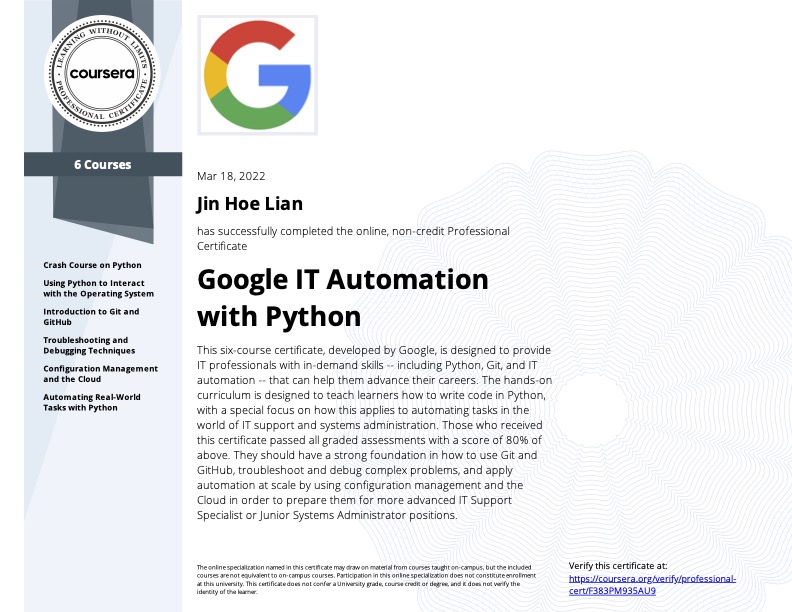 LEARNING WITHOUT LIMITS
coursera
PROFESSIONAL CERTIFICATE
6 Courses
Crash Course on Python
Using Python to Interact
with the Operating System
Introduction to Git and
GitHub
Troubleshooting and
Debugging Techniques
Configuration Management
and the Cloud
Automating Real-World
Tasks with Python
Mar 18, 2022
Jin Hoe Lian
has successfully completed the online, non-credit Professional
Certificate
Google IT Automation
with Python
This six-course certificate, developed by Google, is designed to provide
IT professionals with in-demand skills -- including Python, Git, and IT
automation -- that can help them advance their careers. The hands-on
curriculum is designed to teach learners how to write code in Python,
with a special focus on how this applies to automating tasks in the
world of IT support and systems administration. Those who received
this certificate passed all graded assessments with a score of 80% of
above. They should have a strong foundation in how to use Git and
GitHub, troubleshoot and debug complex problems, and apply
automation at scale by using configuration management and the
Cloud in order to prepare them for more advanced IT Support
Specialist or Junior Systems Administrator positions.
The online specialization named in this certificate may draw on material from courses taught on-campus, but the included
courses are not equivalent to on-campus courses. Participation in this online specialization does not constitute enrollment
at this university. This certificate does not confer a University grade, course credit or degree, and it does not verify the
identity of the learner.
Verify this certificate at:
https://coursera.org/verify/professional-
cert/F383PM935AU9